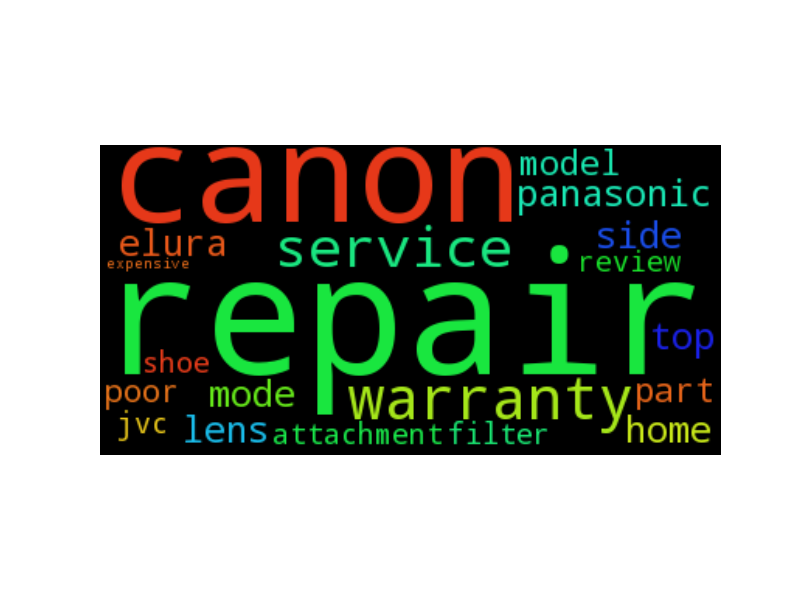 canon model
panasonic
elura service side
expensive review
repair
shoe top
poor mode warranty part
jvc lens attachment filter home